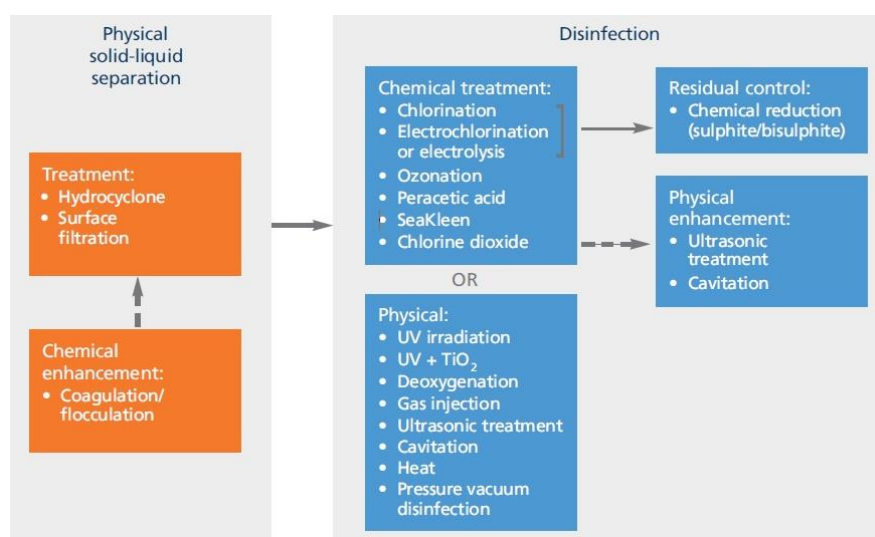 Physical
solid-liquid
separation
Treatment:
• Hydrocyclone
• Surface
filtration
Chemical
enhancement:
• Coagulation/
flocculation
Disinfection
Chemical treatment:
• Chlorination
• Electrochlorination
or electrolysis
• Ozonation
• Peracetic acid
• SeaKleen
• Chlorine dioxide
OR
Physical:
• UV irradiation
• UV + TiO₂
• Deoxygenation
• Gas injection
• Ultrasonic treatment
• Cavitation
• Heat
• Pressure vacuum
disinfection
Residual control:
• Chemical reduction
(sulphite/bisulphite)
Physical
enhancement:
• Ultrasonic
treatment
• Cavitation